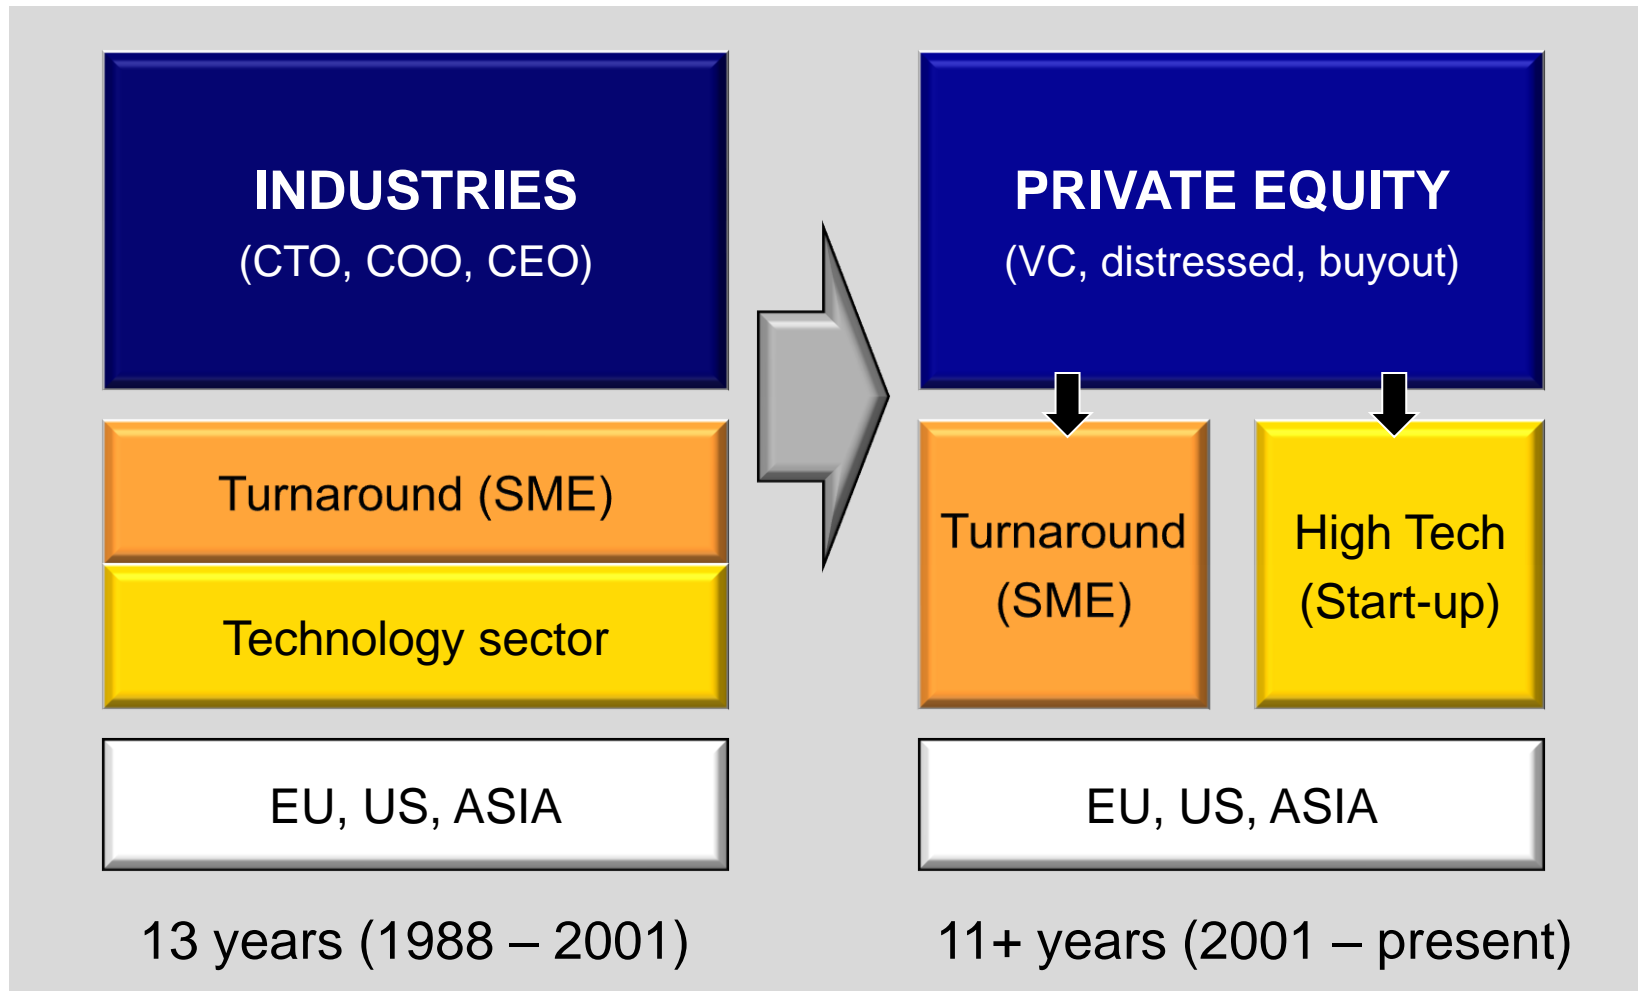 INDUSTRIES
(CTO, COO, CEO)
Turnaround (SME)
Technology sector
EU, US, ASIA
13 years (1988 – 2001)
PRIVATE EQUITY
(VC, distressed, buyout)
Turnaround
(SME)
High Tech
(Start-up)
EU, US, ASIA
11+ years (2001 – present)